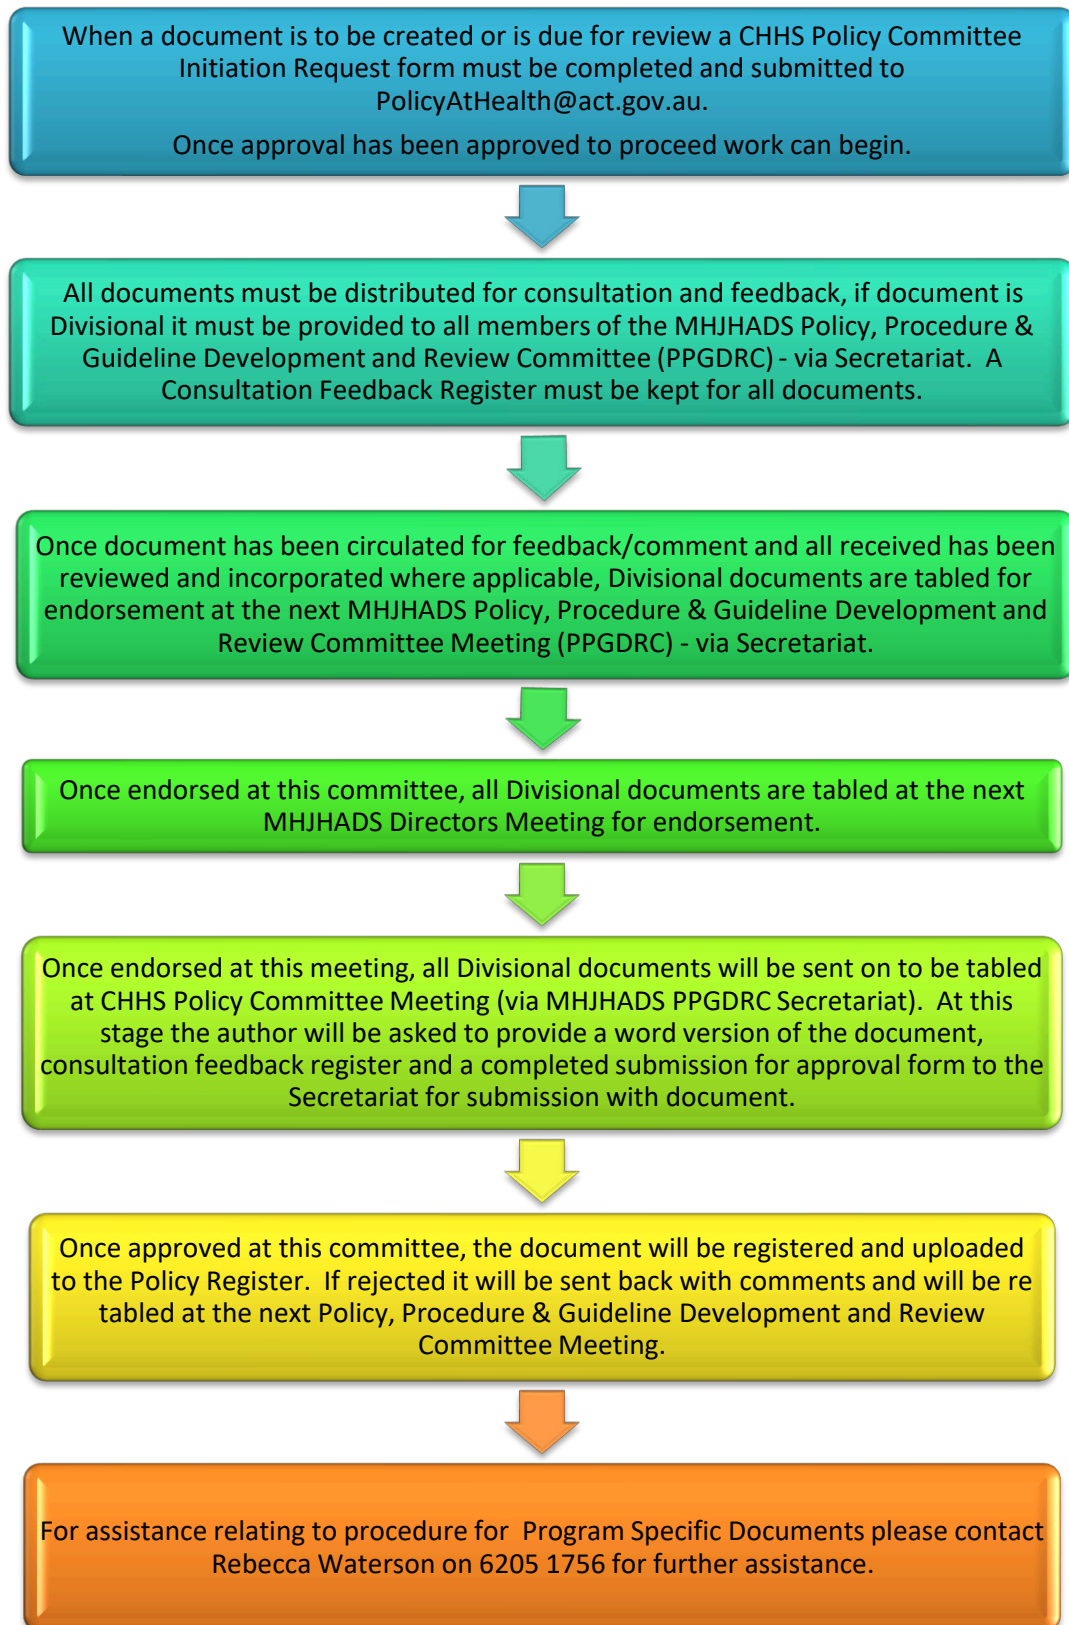 When a document is to be created or is due for review a CHHS Policy Committee
Initiation Request form must be completed and submitted to
PolicyAtHealth@act.gov.au.
Once approval has been approved to proceed work can begin.
All documents must be distributed for consultation and feedback, if document is
Divisional it must be provided to all members of the MHJHADS Policy, Procedure &
Guideline Development and Review Committee (PPGDRC) - via Secretariat.  A
Consultation Feedback Register must be kept for all documents.
Once document has been circulated for feedback/comment and all received has been
reviewed and incorporated where applicable, Divisional documents are tabled for
endorsement at the next MHJHADS Policy, Procedure & Guideline Development and
Review Committee Meeting (PPGDRC) - via Secretariat.
Once endorsed at this committee, all Divisional documents are tabled at the next
MHJHADS Directors Meeting for endorsement.
Once endorsed at this meeting, all Divisional documents will be sent on to be tabled
at CHHS Policy Committee Meeting (via MHJHADS PPGDRC Secretariat).  At this
stage the author will be asked to provide a word version of the document,
consultation feedback register and a completed submission for approval form to the
Secretariat for submission with document.
Once approved at this committee, the document will be registered and uploaded
to the Policy Register.  If rejected it will be sent back with comments and will be re
tabled at the next Policy, Procedure & Guideline Development and Review
Committee Meeting.
For assistance relating to procedure for  Program Specific Documents please contact
Rebecca Waterson on 6205 1756 for further assistance.